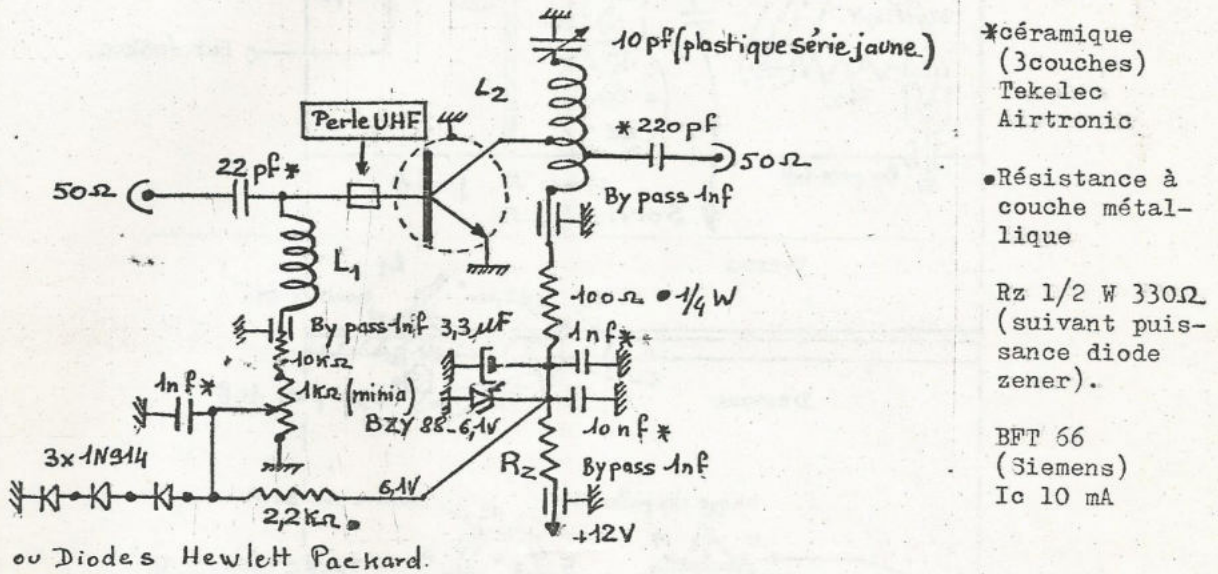 10 pf (plastique série jaune)
L2
Perle UHF
* 220 pf
22 pf *
50Ω
50Ω
By pass 1nf
L1
100Ω • 1/4 W
By pass 1nf
3,3 µF
1nf *
10KΩ
1nf *
1KΩ (minia)
BZY 88-6,1V
10nf *
3x 1N914
Rz
By pass 1nf
6,1V
2,2KΩ •
+12V
ou Diodes Hewlett Packard.
*céramique
(3couches)
Tekelec
Airtronic
•Résistance à
couche métal-
lique
Rz 1/2 W 330Ω
(suivant puis-
sance diode
zener).
BFT 66
(Siemens)
Ic 10 mA